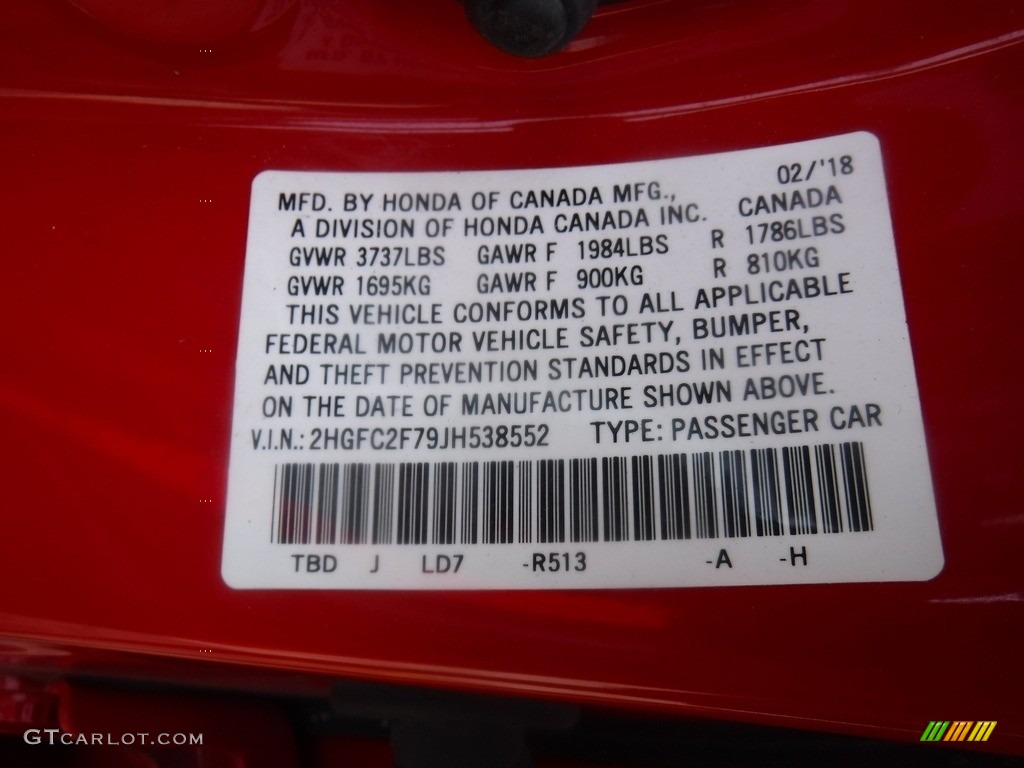 02/'18
MFD. BY HONDA OF CANADA MFG., CANADA
A DIVISION OF HONDA CANADA INC.
GVWR 3737LBS GAWR F 1984LBS R 1786LBS
GVWR 1695KG GAWR F 900KG R 810KG
THIS VEHICLE CONFORMS TO ALL APPLICABLE
FEDERAL MOTOR VEHICLE SAFETY, BUMPER,
AND THEFT PREVENTION STANDARDS IN EFFECT
ON THE DATE OF MANUFACTURE SHOWN ABOVE.
V.I.N.: 2HGFC2F79JH538552 TYPE: PASSENGER CAR
TBD J LD7 -R513 -A -H
GTCARLOT.COM